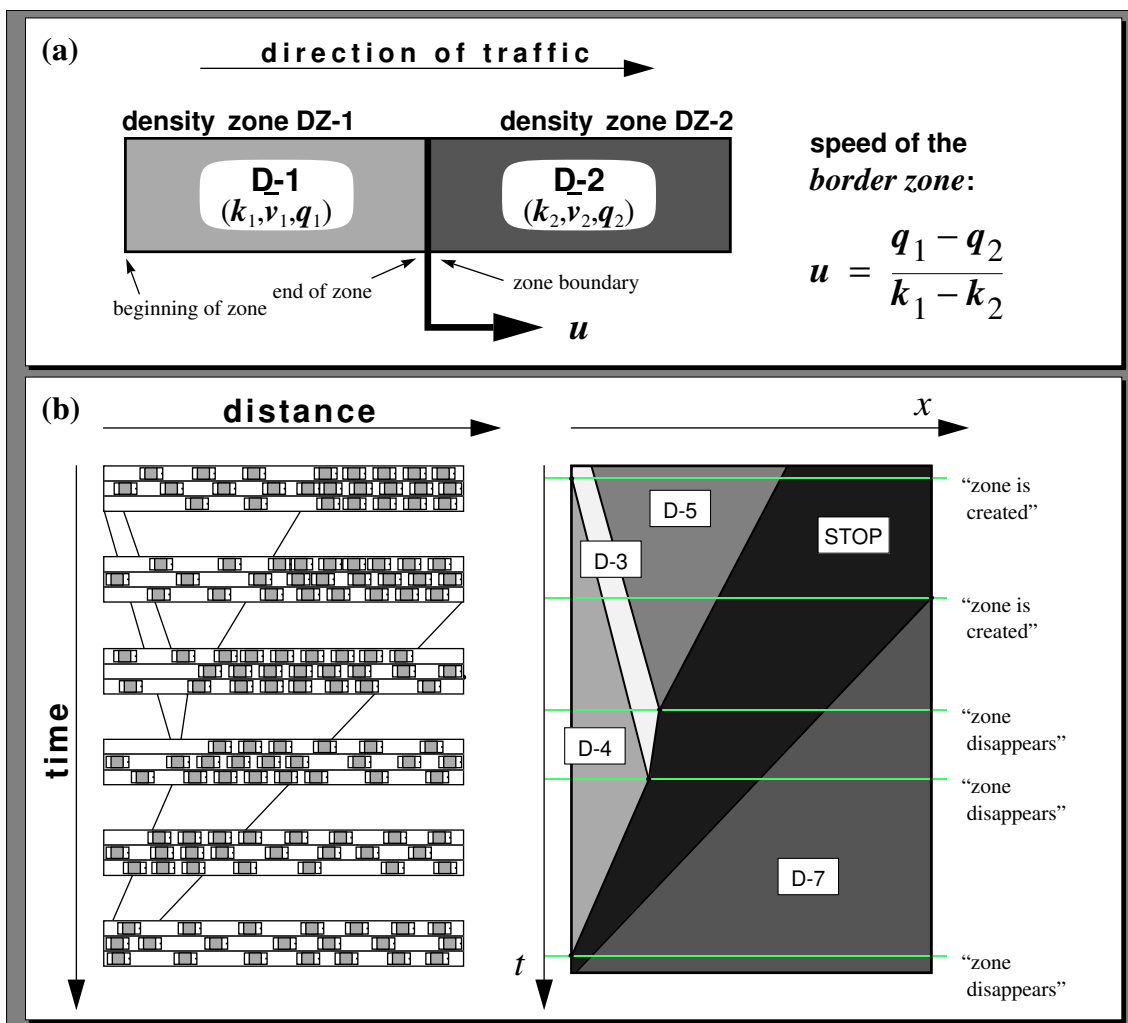 (a)
direction of traffic
density zone DZ-1
density zone DZ-2
D-1
(k₁,v̄₁,q₁)
D-2
(k₂,v̄₂,q₂)
beginning of zone
end of zone
zone boundary
u
speed of the
border zone:
u = (q₁ − q₂) / (k₁ − k₂)
(b)
distance
x
time
t
D-5
STOP
D-3
D-4
D-7
“zone is
created”
“zone is
created”
“zone
disappears”
“zone
disappears”
“zone
disappears”